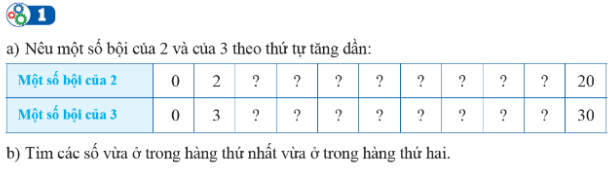 1
a) Nêu một số bội của 2 và của 3 theo thứ tự tăng dần:
Một số bội của 2 0 2 ? ? ? ? ? ? ? ? 20
Một số bội của 3 0 3 ? ? ? ? ? ? ? ? 30
b) Tìm các số vừa ở trong hàng thứ nhất vừa ở trong hàng thứ hai.